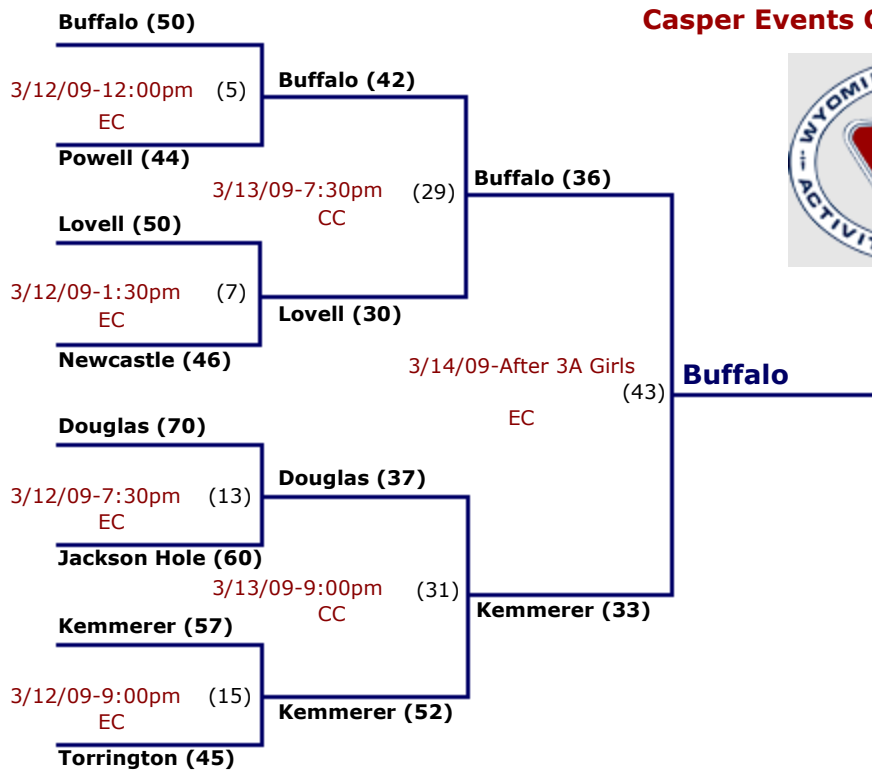 Casper Events
Buffalo (50)
3/12/09-12:00pm (5)
EC
Powell (44)
Buffalo (42)
3/13/09-7:30pm (29)
CC
Lovell (50)
3/12/09-1:30pm (7)
EC
Newcastle (46)
Lovell (30)
Buffalo (36)
3/14/09-After 3A Girls
(43)
EC
Buffalo
Douglas (70)
3/12/09-7:30pm (13)
EC
Jackson Hole (60)
Douglas (37)
3/13/09-9:00pm (31)
CC
Kemmerer (33)
Kemmerer (57)
3/12/09-9:00pm (15)
EC
Torrington (45)
Kemmerer (52)